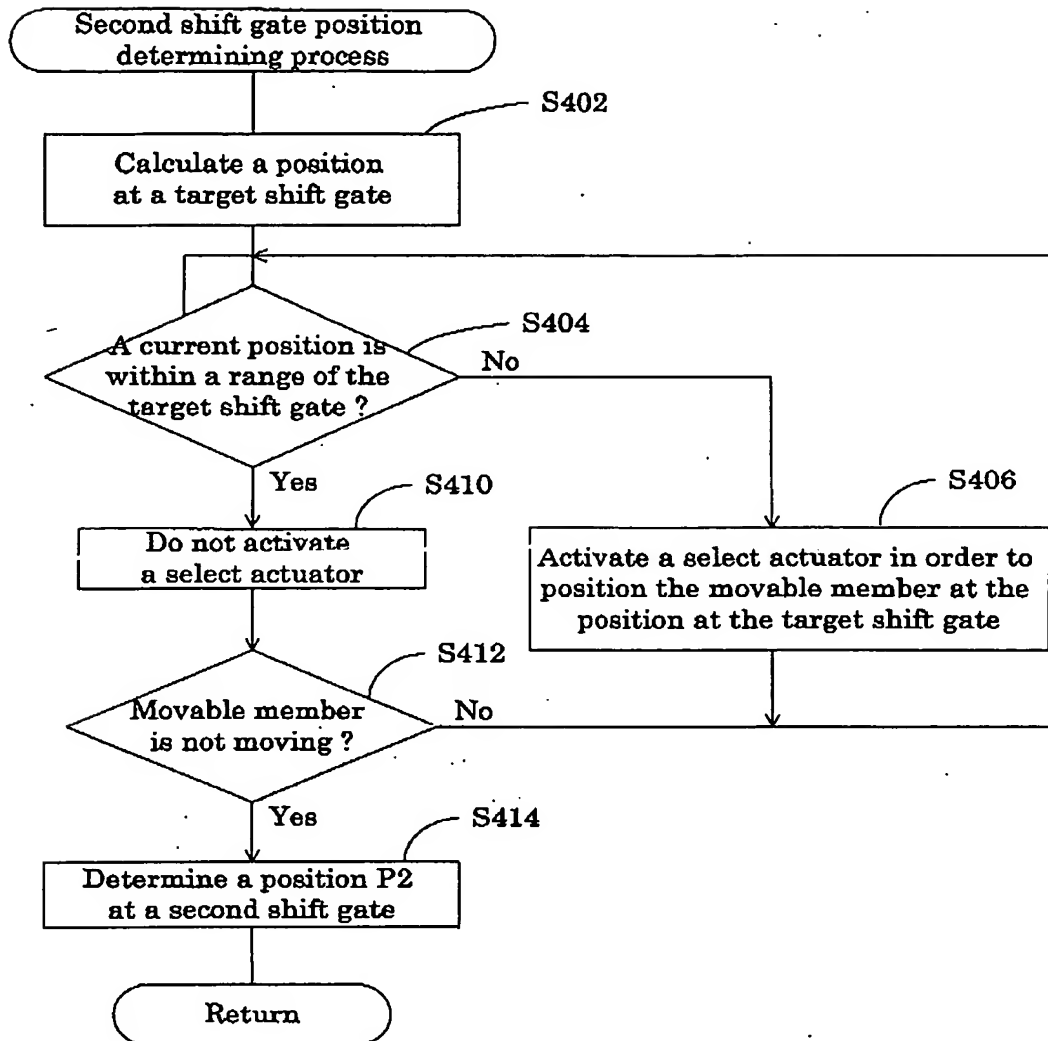 Second shift gate position
determining process
S402
Calculate a position
at a target shift gate
S404
A current position is
within a range of the
target shift gate ?
No
Yes
S410
S406
Do not activate
a select actuator
Activate a select actuator in order to
position the movable member at the
position at the target shift gate
S412
Movable member
is not moving ?
No
Yes
S414
Determine a position P2
at a second shift gate
Return